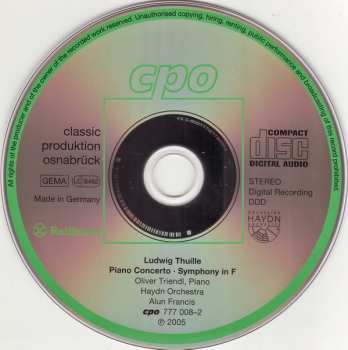 All rights of the producer and of the owner of the recorded work reserved. Unauthorised copying, hiring, renting, public performance and broadcasting of this record prohibited.
cpo
classic
produktion
osnabrück
GEMA LC 8492
Made in Germany
COMPACT
disc
DIGITAL AUDIO
STEREO
Digital Recording
DDD
HAYDN
Ludwig Thuille
Piano Concerto · Symphony in F
Oliver Triendl, Piano
Haydn Orchestra
Alun Francis
cpo 777 008–2
℗ 2005